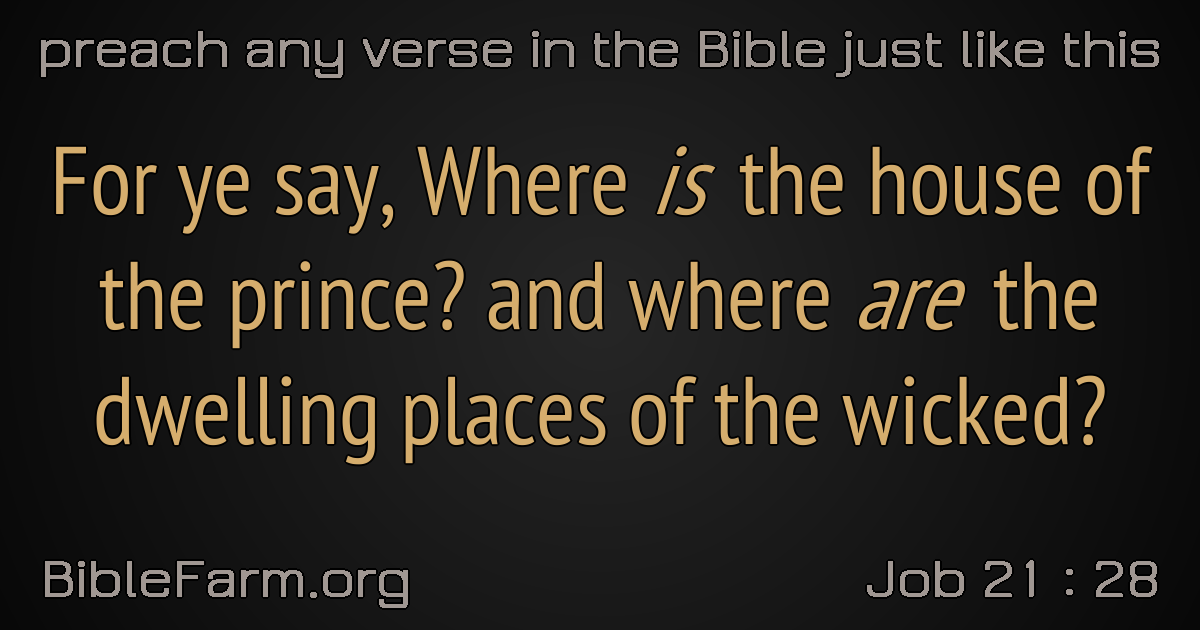 preach any verse in the Bible just like this
For ye say, Where is the house of
the prince? and where are the
dwelling places of the wicked?
BibleFarm.org
Job 21 : 28